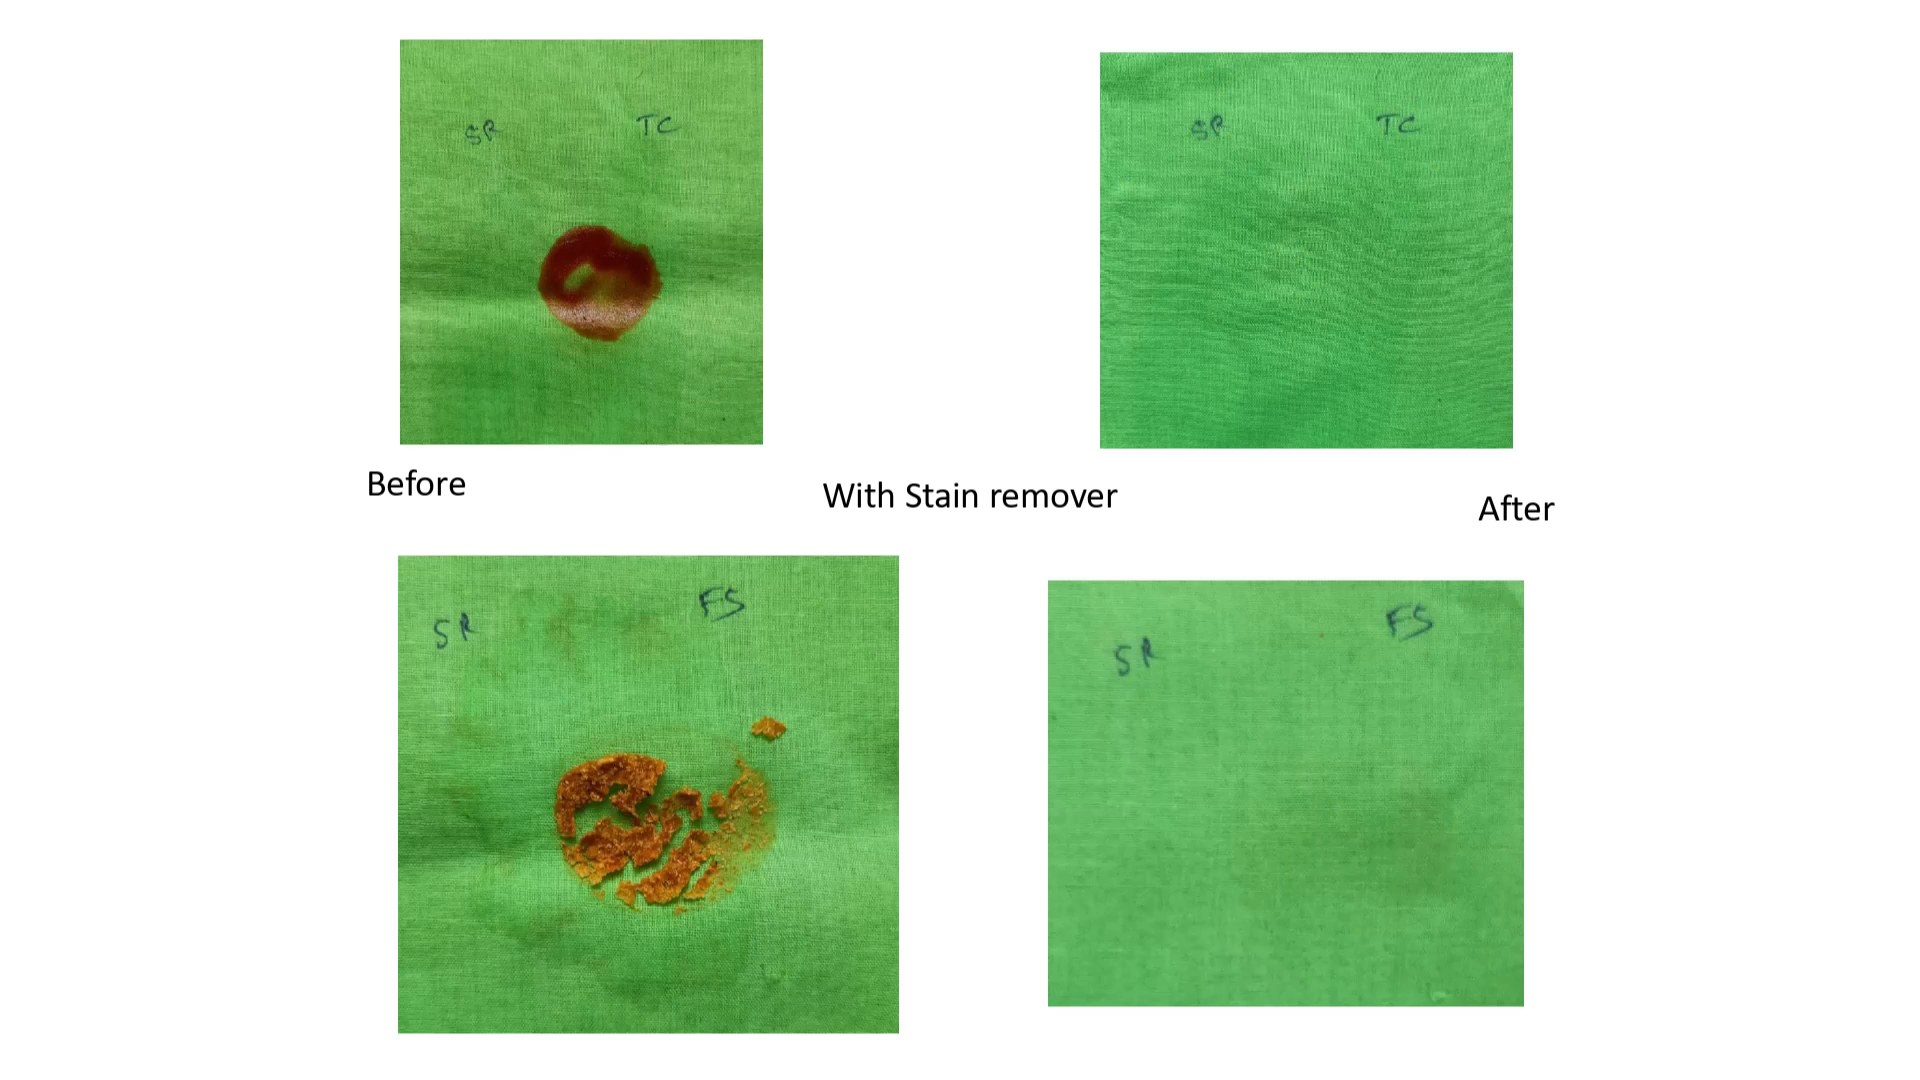 SR TC
SR TC
Before
With Stain remover
After
SR FS
SR FS